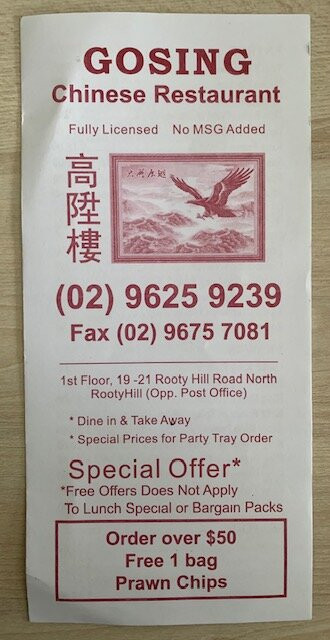 GOSING
Chinese Restaurant
Fully Licensed No MSG Added
高陞樓
(02) 9625 9239
Fax (02) 9675 7081
1st Floor, 19 -21 Rooty Hill Road North
RootyHill (Opp. Post Office)
* Dine in & Take Away
* Special Prices for Party Tray Order
Special Offer*
*Free Offers Does Not Apply
To Lunch Special or Bargain Packs
Order over $50
Free 1 bag
Prawn Chips